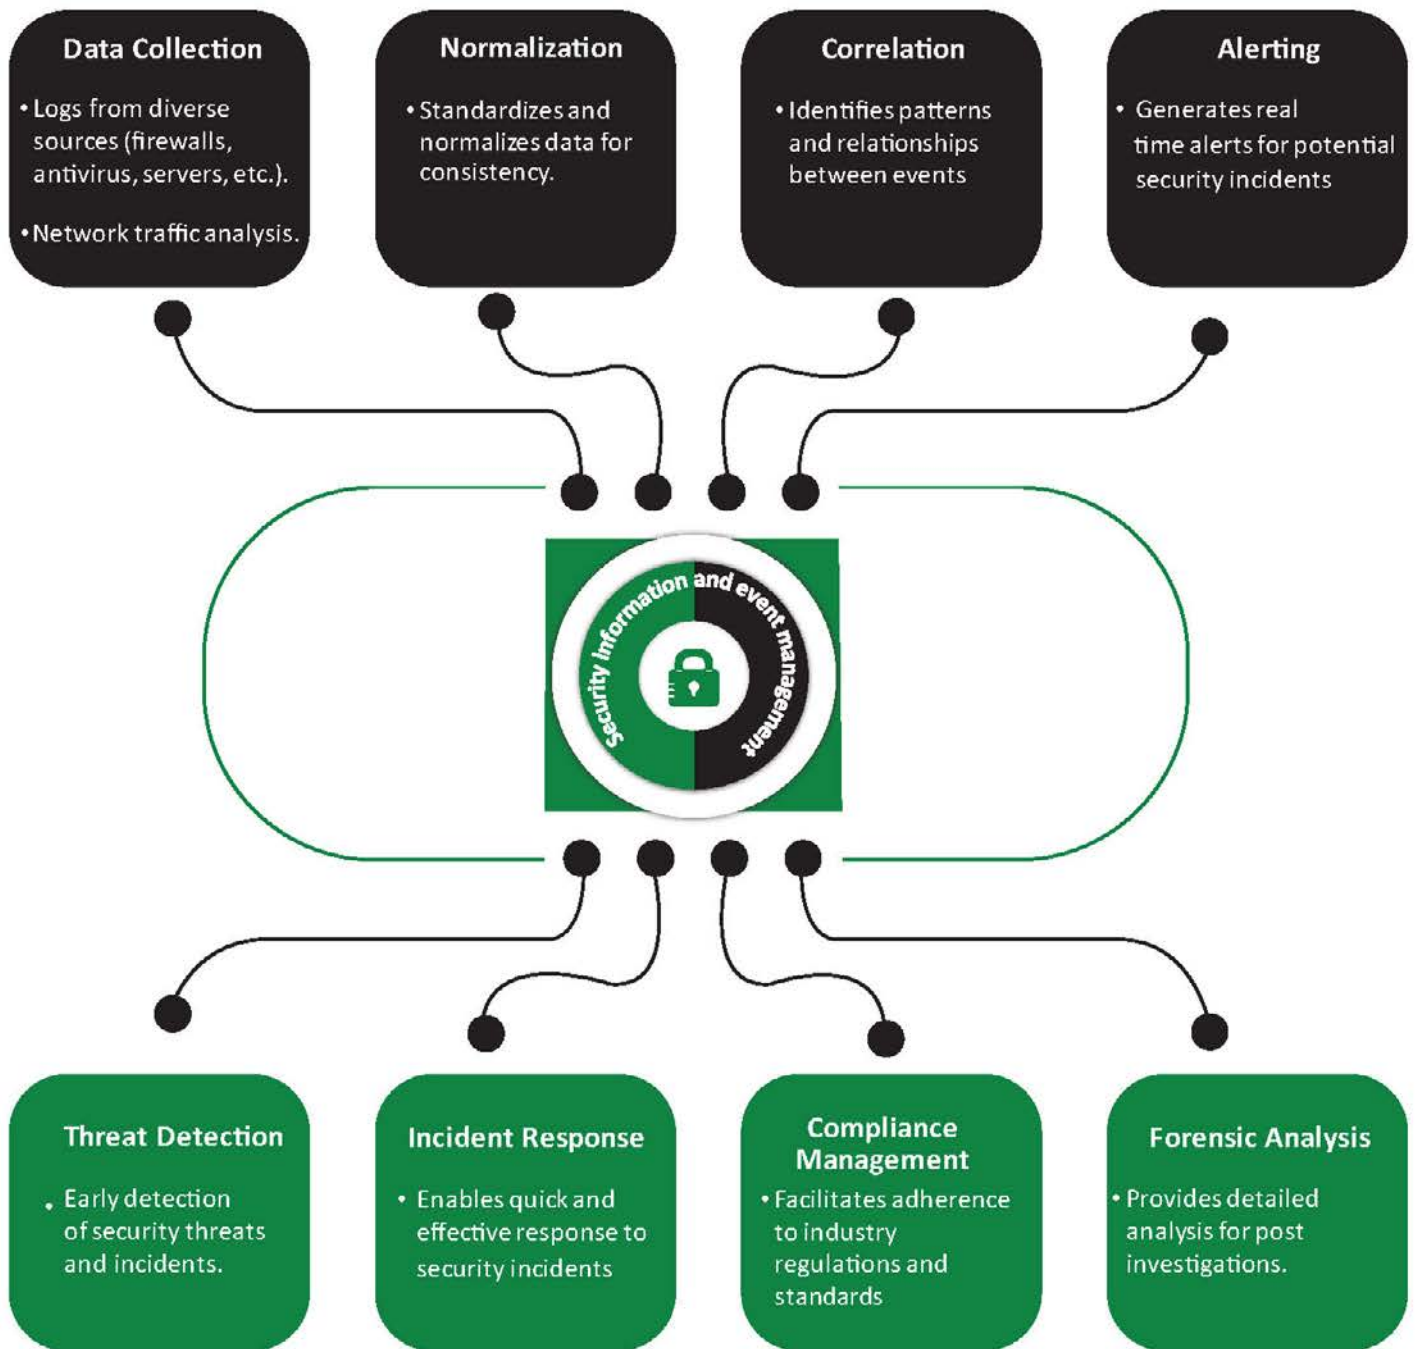 Data Collection
• Logs from diverse
sources (firewalls,
antivirus, servers, etc.).
• Network traffic analysis.
Normalization
• Standardizes and
normalizes data for
consistency.
Correlation
• Identifies patterns
and relationships
between events
Alerting
• Generates real
time alerts for potential
security incidents
Security Information and event management
Threat Detection
• Early detection
of security threats
and incidents.
Incident Response
• Enables quick and
effective response to
security incidents
Compliance
Management
• Facilitates adherence
to industry
regulations and
standards
Forensic Analysis
• Provides detailed
analysis for post
investigations.